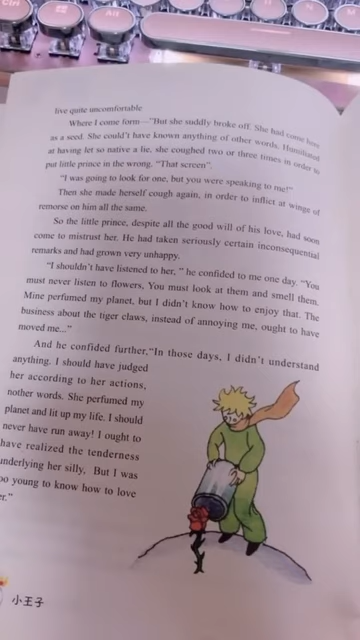 Ctrl
Alt
live quite uncomfortable
Where I come form—"But she suddly broke off. She had come here
as a seed. She couldn't have known anything of other words. Humiliated
at having let so native a lie, she coughed two or three times in order to
put little prince in the wrong. "That screen".
"I was going to look for one, but you were speaking to me!"
Then she made herself cough again, in order to inflict at wings of
remorse on him all the same.
So the little prince, despite all the good will of his love, had soon
come to mistrust her. He had taken seriously certain inconsequential
remarks and had grown very unhappy.
"I shouldn't have listened to her, " he confided to me one day. "You
must never listen to flowers, You must look at them and smell them.
Mine perfumed my planet, but I didn't know how to enjoy that. The
business about the tiger claws, instead of annoying me, ought to have
moved me..."
And he confided further,"In those days, I didn't understand
anything. I should have judged
her according to her actions,
nother words. She perfumed my
planet and lit up my life. I should
never have run away! I ought to
have realized the tenderness
underlying her silly, But I was
too young to know how to love
er."
小王子